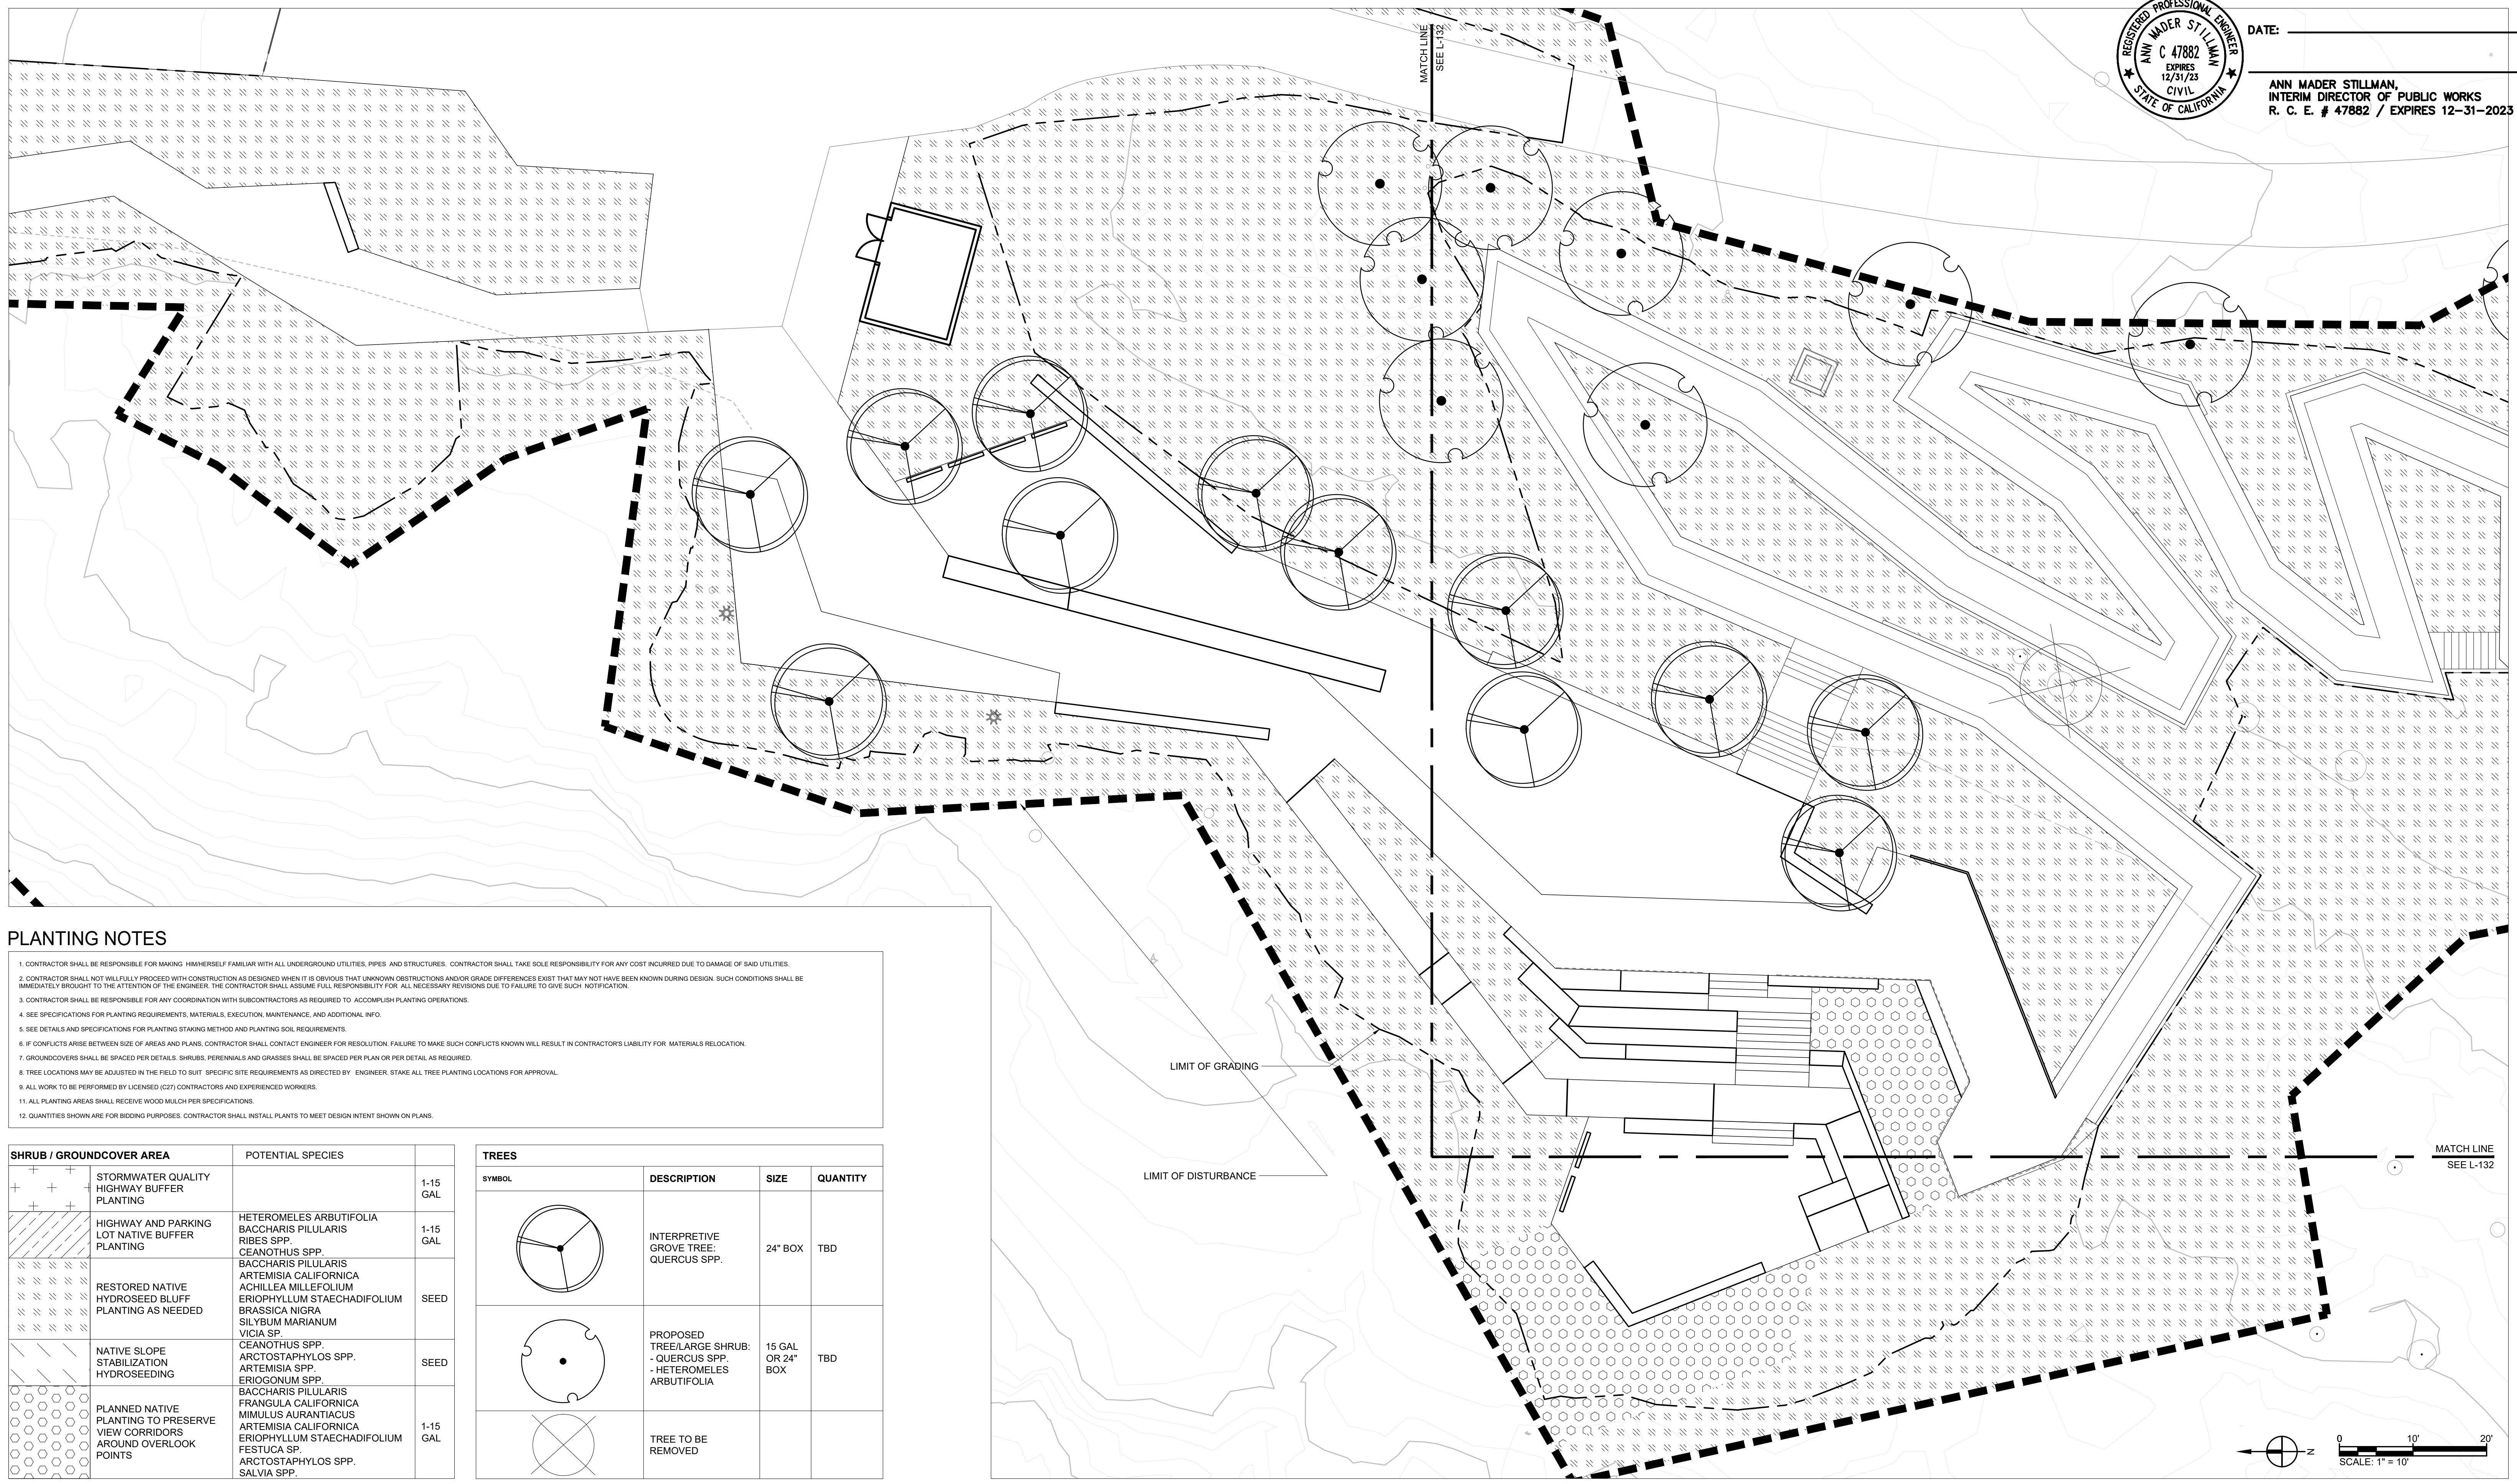 MATCH LINE
SEE L-132
REGISTERED PROFESSIONAL ENGINEER
ANN MADER STILLMAN
C 47882
EXPIRES
12/31/23
CIVIL
STATE OF CALIFORNIA
DATE:
ANN MADER STILLMAN,
INTERIM DIRECTOR OF PUBLIC WORKS
R. C. E. # 47882 / EXPIRES 12-31-2023
LIMIT OF GRADING
LIMIT OF DISTURBANCE
MATCH LINE
SEE L-132
PLANTING NOTES
1. CONTRACTOR SHALL BE RESPONSIBLE FOR MAKING HIM/HERSELF FAMILIAR WITH ALL UNDERGROUND UTILITIES, PIPES AND STRUCTURES. CONTRACTOR SHALL TAKE SOLE RESPONSIBILITY FOR ANY COST INCURRED DUE TO DAMAGE OF SAID UTILITIES.
2. CONTRACTOR SHALL NOT WILLFULLY PROCEED WITH CONSTRUCTION AS DESIGNED WHEN IT IS OBVIOUS THAT UNKNOWN OBSTRUCTIONS AND/OR GRADE DIFFERENCES EXIST THAT MAY NOT HAVE BEEN KNOWN DURING DESIGN. SUCH CONDITIONS SHALL BE
IMMEDIATELY BROUGHT TO THE ATTENTION OF THE ENGINEER. THE CONTRACTOR SHALL ASSUME FULL RESPONSIBILITY FOR ALL NECESSARY REVISIONS DUE TO FAILURE TO GIVE SUCH NOTIFICATION.
3. CONTRACTOR SHALL BE RESPONSIBLE FOR ANY COORDINATION WITH SUBCONTRACTORS AS REQUIRED TO ACCOMPLISH PLANTING OPERATIONS.
4. SEE SPECIFICATIONS FOR PLANTING REQUIREMENTS, MATERIALS, EXECUTION, MAINTENANCE, AND ADDITIONAL INFO.
5. SEE DETAILS AND SPECIFICATIONS FOR PLANTING STAKING METHOD AND PLANTING SOIL REQUIREMENTS.
6. IF CONFLICTS ARISE BETWEEN SIZE OF AREAS AND PLANS, CONTRACTOR SHALL CONTACT ENGINEER FOR RESOLUTION. FAILURE TO MAKE SUCH CONFLICTS KNOWN WILL RESULT IN CONTRACTOR'S LIABILITY FOR MATERIALS RELOCATION.
7. GROUNDCOVERS SHALL BE SPACED PER DETAILS. SHRUBS, PERENNIALS AND GRASSES SHALL BE SPACED PER PLAN OR PER DETAIL AS REQUIRED.
8. TREE LOCATIONS MAY BE ADJUSTED IN THE FIELD TO SUIT SPECIFIC SITE REQUIREMENTS AS DIRECTED BY ENGINEER. STAKE ALL TREE PLANTING LOCATIONS FOR APPROVAL.
9. ALL WORK TO BE PERFORMED BY LICENSED (C27) CONTRACTORS AND EXPERIENCED WORKERS.
11. ALL PLANTING AREAS SHALL RECEIVE WOOD MULCH PER SPECIFICATIONS.
12. QUANTITIES SHOWN ARE FOR BIDDING PURPOSES. CONTRACTOR SHALL INSTALL PLANTS TO MEET DESIGN INTENT SHOWN ON PLANS.
SHRUB / GROUNDCOVER AREA
POTENTIAL SPECIES
STORMWATER QUALITY
HIGHWAY BUFFER
PLANTING
1-15
GAL
HIGHWAY AND PARKING
LOT NATIVE BUFFER
PLANTING
HETEROMELES ARBUTIFOLIA
BACCHARIS PILULARIS
RIBES SPP.
CEANOTHUS SPP.
1-15
GAL
RESTORED NATIVE
HYDROSEED BLUFF
PLANTING AS NEEDED
BACCHARIS PILULARIS
ARTEMISIA CALIFORNICA
ACHILLEA MILLEFOLIUM
ERIOPHYLLUM STAECHADIFOLIUM
BRASSICA NIGRA
SILYBUM MARIANUM
VICIA SP.
SEED
NATIVE SLOPE
STABILIZATION
HYDROSEEDING
CEANOTHUS SPP.
ARCTOSTAPHYLOS SPP.
ARTEMISIA SPP.
ERIOGONUM SPP.
SEED
PLANNED NATIVE
PLANTING TO PRESERVE
VIEW CORRIDORS
AROUND OVERLOOK
POINTS
BACCHARIS PILULARIS
FRANGULA CALIFORNICA
MIMULUS AURANTIACUS
ARTEMISIA CALIFORNICA
ERIOPHYLLUM STAECHADIFOLIUM
FESTUCA SP.
ARCTOSTAPHYLOS SPP.
SALVIA SPP.
1-15
GAL
TREES
SYMBOL
DESCRIPTION
SIZE
QUANTITY
INTERPRETIVE
GROVE TREE:
QUERCUS SPP.
24" BOX
TBD
PROPOSED
TREE/LARGE SHRUB:
- QUERCUS SPP.
- HETEROMELES
ARBUTIFOLIA
15 GAL
OR 24"
BOX
TBD
TREE TO BE
REMOVED
N
0 10' 20'
SCALE: 1" = 10'